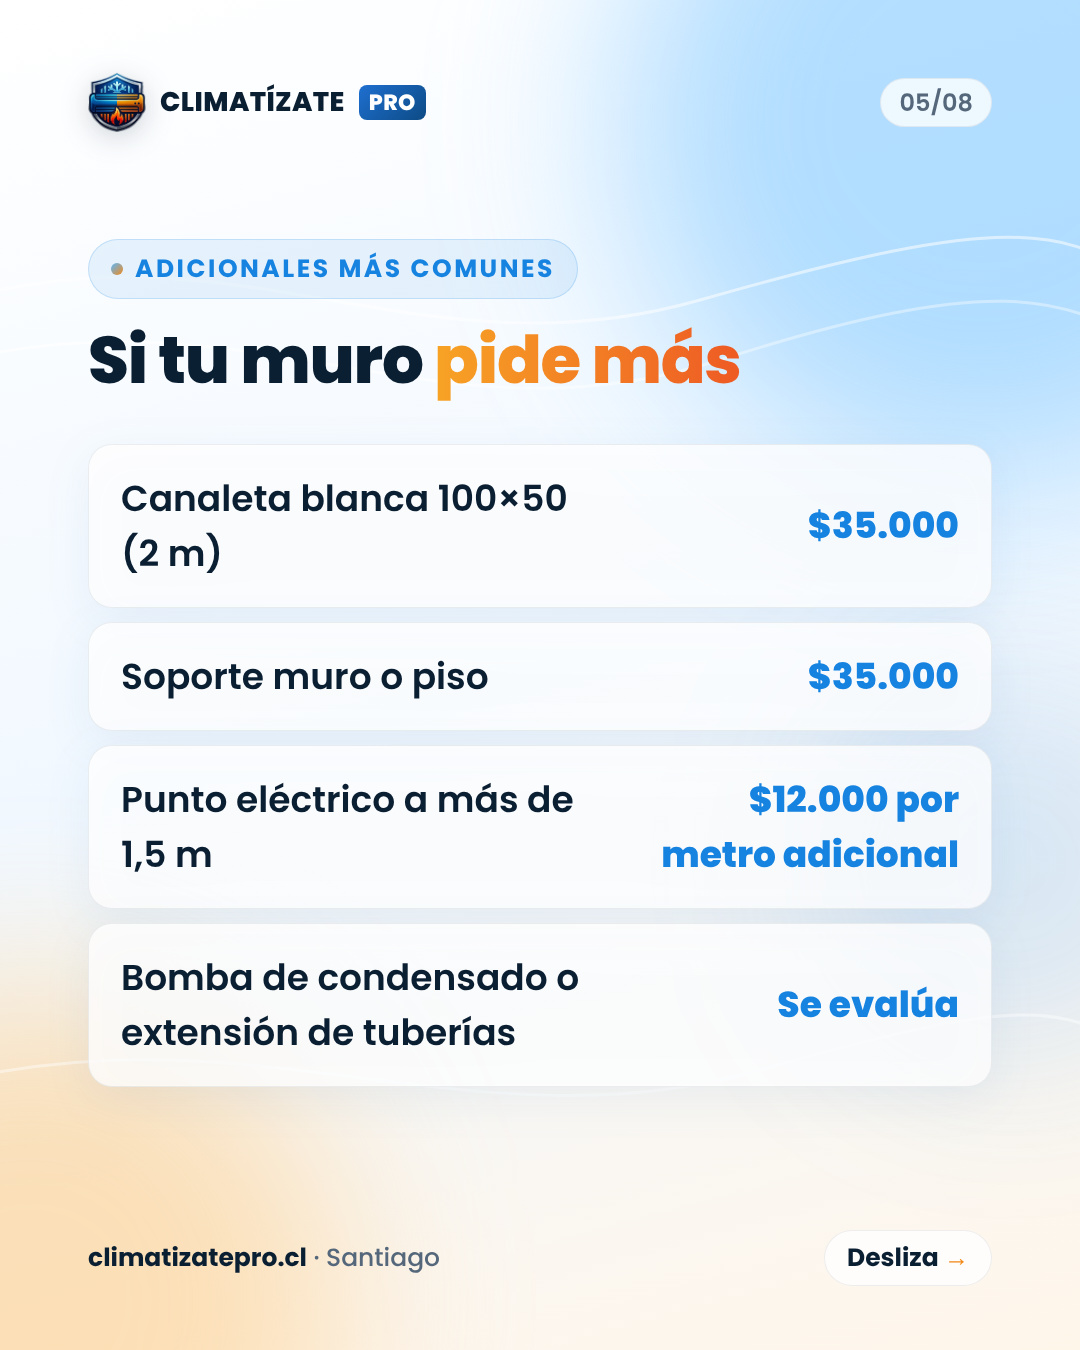 CLIMATÍZATE PRO
05/08
ADICIONALES MÁS COMUNES
Si tu muro pide más
Canaleta blanca 100×50
(2 m)
$35.000
Soporte muro o piso
$35.000
Punto eléctrico a más de
1,5 m
$12.000 por
metro adicional
Bomba de condensado o
extensión de tuberías
Se evalúa
climatizatepro.cl · Santiago
Desliza →